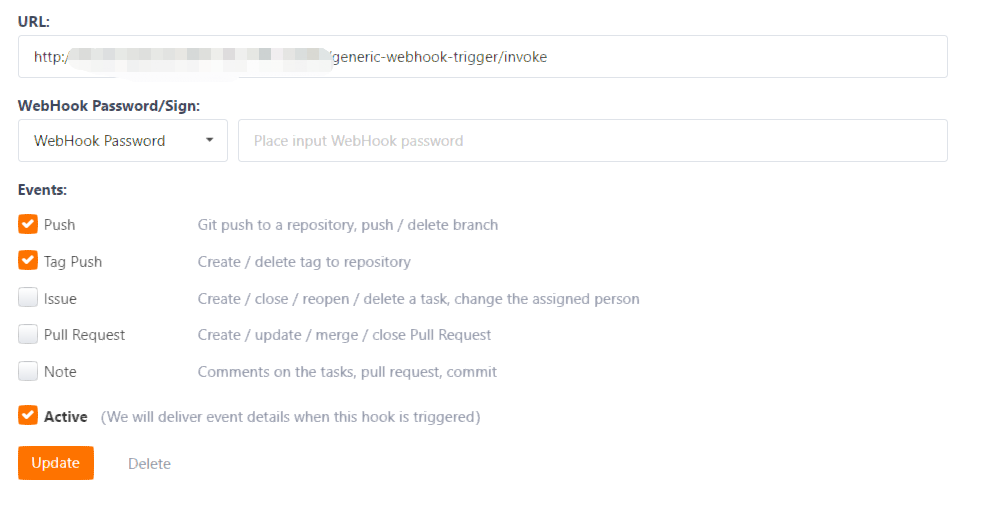 URL:
http:/ /generic-webhook-trigger/invoke
WebHook Password/Sign:
WebHook Password Place input WebHook password
Events:
Push Git push to a repository, push / delete branch
Tag Push Create / delete tag to repository
Issue Create / close / reopen / delete a task, change the assigned person
Pull Request Create / update / merge / close Pull Request
Note Comments on the tasks, pull request, commit
Active (We will deliver event details when this hook is triggered)
Update Delete